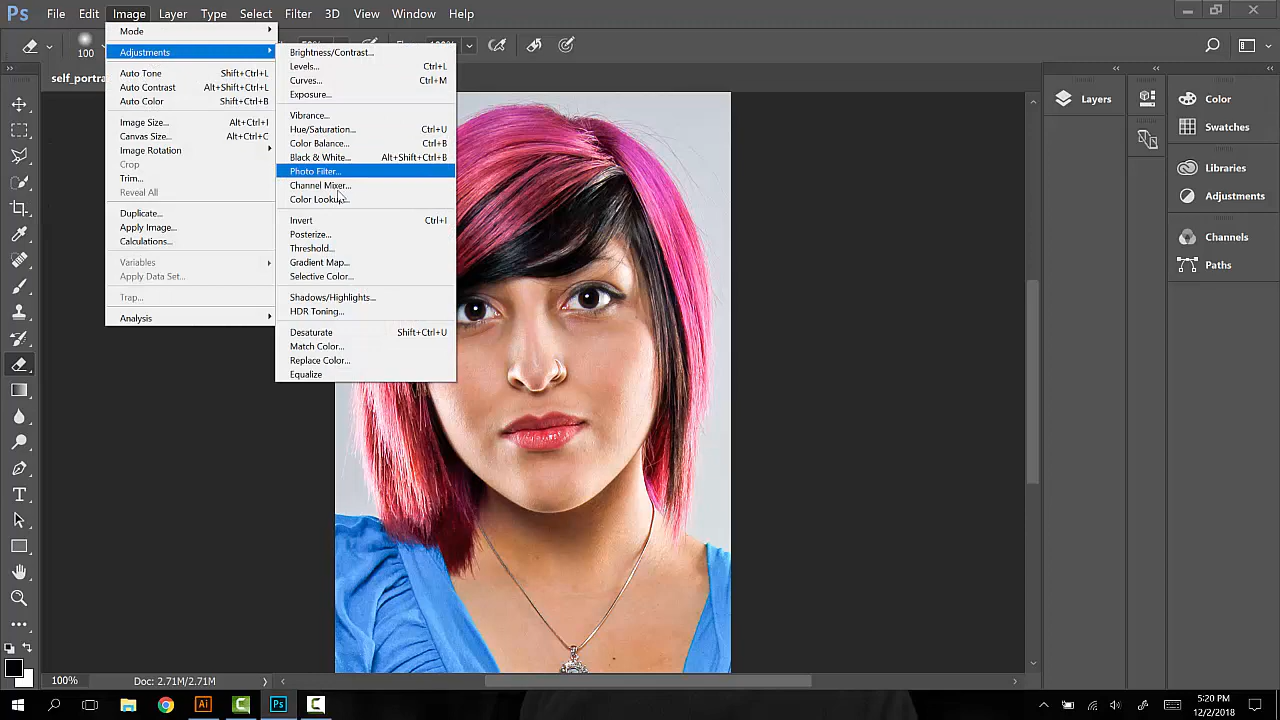 Ps File Edit Image Layer Type Select Filter 3D View Window Help
100
self_portra
Mode
Adjustments
Auto Tone Shift+Ctrl+L
Auto Contrast Alt+Shift+Ctrl+L
Auto Color Shift+Ctrl+B
Image Size... Alt+Ctrl+I
Canvas Size... Alt+Ctrl+C
Image Rotation
Crop
Trim...
Reveal All
Duplicate...
Apply Image...
Calculations...
Variables
Apply Data Set...
Trap...
Analysis
Brightness/Contrast...
Levels... Ctrl+L
Curves... Ctrl+M
Exposure...
Vibrance...
Hue/Saturation... Ctrl+U
Color Balance... Ctrl+B
Black & White... Alt+Shift+Ctrl+B
Photo Filter...
Channel Mixer...
Color Lookup...
Invert Ctrl+I
Posterize...
Threshold...
Gradient Map...
Selective Color...
Shadows/Highlights...
HDR Toning...
Desaturate Shift+Ctrl+U
Match Color...
Replace Color...
Equalize
Layers
Color
Swatches
Libraries
Adjustments
Channels
Paths
100% Doc: 2.71M/2.71M
Ai Ps
5:20 PM
12/2/2018